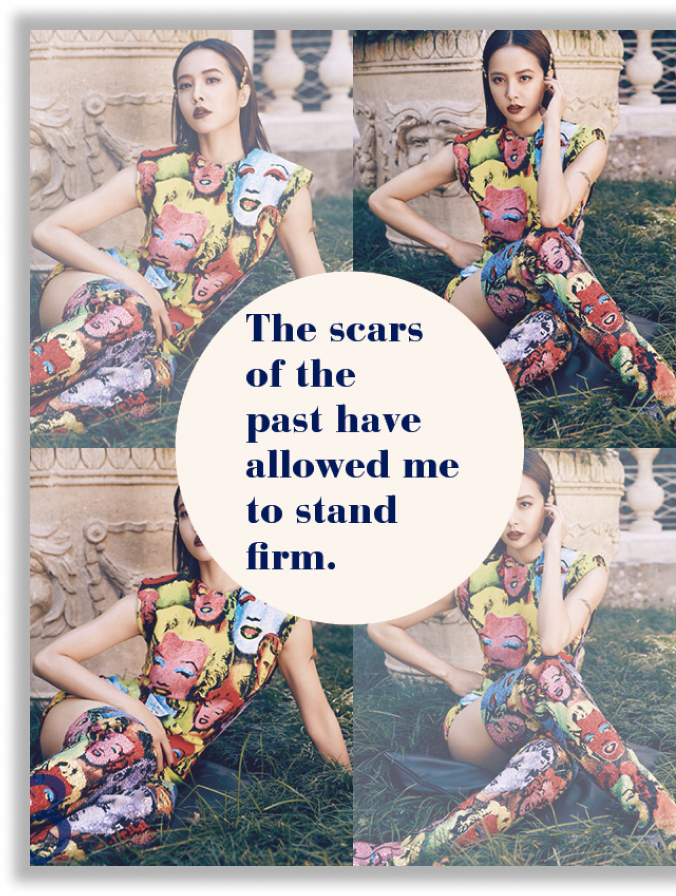 The scars
of the
past have
allowed me
to stand
firm.